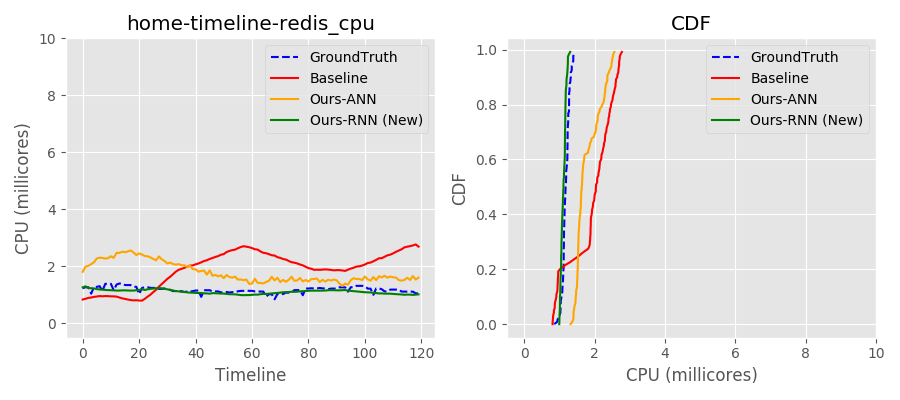 home-timeline-redis_cpu
CPU (millicores)
10
8
6
4
2
0
0
20
40
60
80
100
120
Timeline
GroundTruth
Baseline
Ours-ANN
Ours-RNN (New)
CDF
CDF
1.0
0.8
0.6
0.4
0.2
0.0
0
2
4
6
8
10
CPU (millicores)
GroundTruth
Baseline
Ours-ANN
Ours-RNN (New)